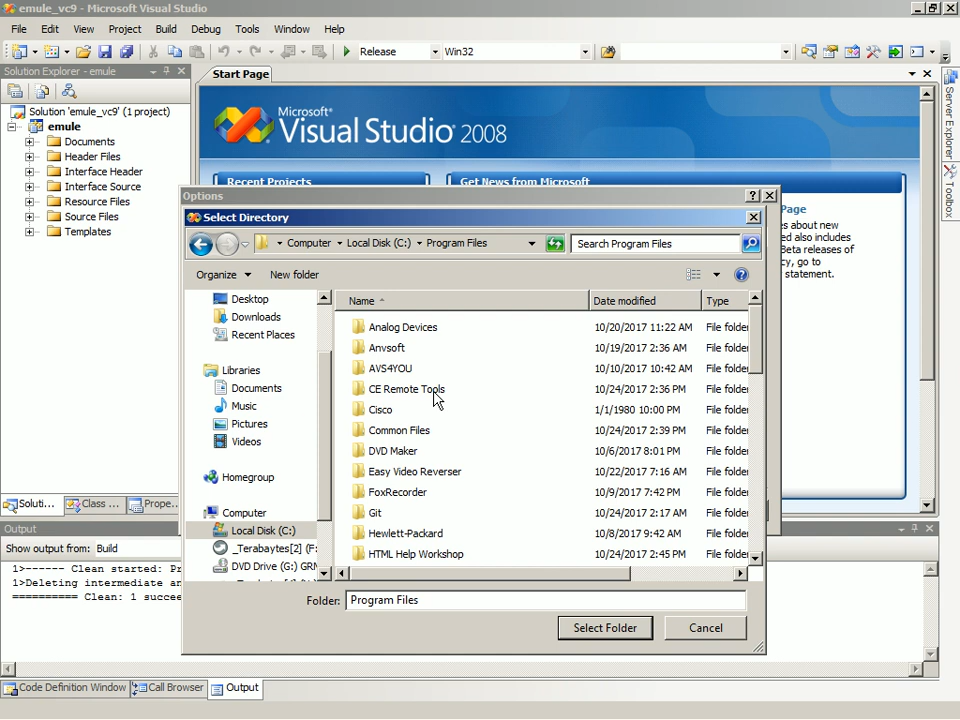 emule_vc9 - Microsoft Visual Studio
File Edit View Project Build Debug Tools Window Help
Release Win32
Solution Explorer - emule
Start Page
Solution 'emule_vc9' (1 project)
emule
Documents
Header Files
Interface Header
Interface Source
Resource Files
Source Files
Templates
Microsoft®
Visual Studio® 2008
Recent Projects
Get News from Microsoft
Page
es about new
d also includes
Beta releases of
cy, go to
statement.
Server Explorer
Toolbox
Options
Select Directory
Computer Local Disk (C:) Program Files
Search Program Files
Organize New folder
Desktop
Downloads
Recent Places
Libraries
Documents
Music
Pictures
Videos
Homegroup
Computer
Local Disk (C:)
_Terabytes[2] (F:
DVD Drive (G:) GRM
Name Date modified Type
Analog Devices 10/20/2017 11:22 AM File folder
Anvsoft 10/19/2017 2:36 AM File folder
AVS4YOU 10/10/2017 10:42 AM File folder
CE Remote Tools 10/24/2017 2:36 PM File folder
Cisco 1/1/1980 10:00 PM File folder
Common Files 10/24/2017 2:39 PM File folder
DVD Maker 10/6/2017 8:01 PM File folder
Easy Video Reverser 10/22/2017 7:16 AM File folder
FoxRecorder 10/9/2017 7:42 PM File folder
Git 10/24/2017 2:17 AM File folder
Hewlett-Packard 10/8/2017 9:42 AM File folder
HTML Help Workshop 10/24/2017 2:45 PM File folder
Folder: Program Files
Select Folder Cancel
Soluti... Class ... Prope...
Output
Show output from: Build
1>------ Clean started: Pr
1>Deleting intermediate an
========== Clean: 1 succee
Code Definition Window Call Browser Output